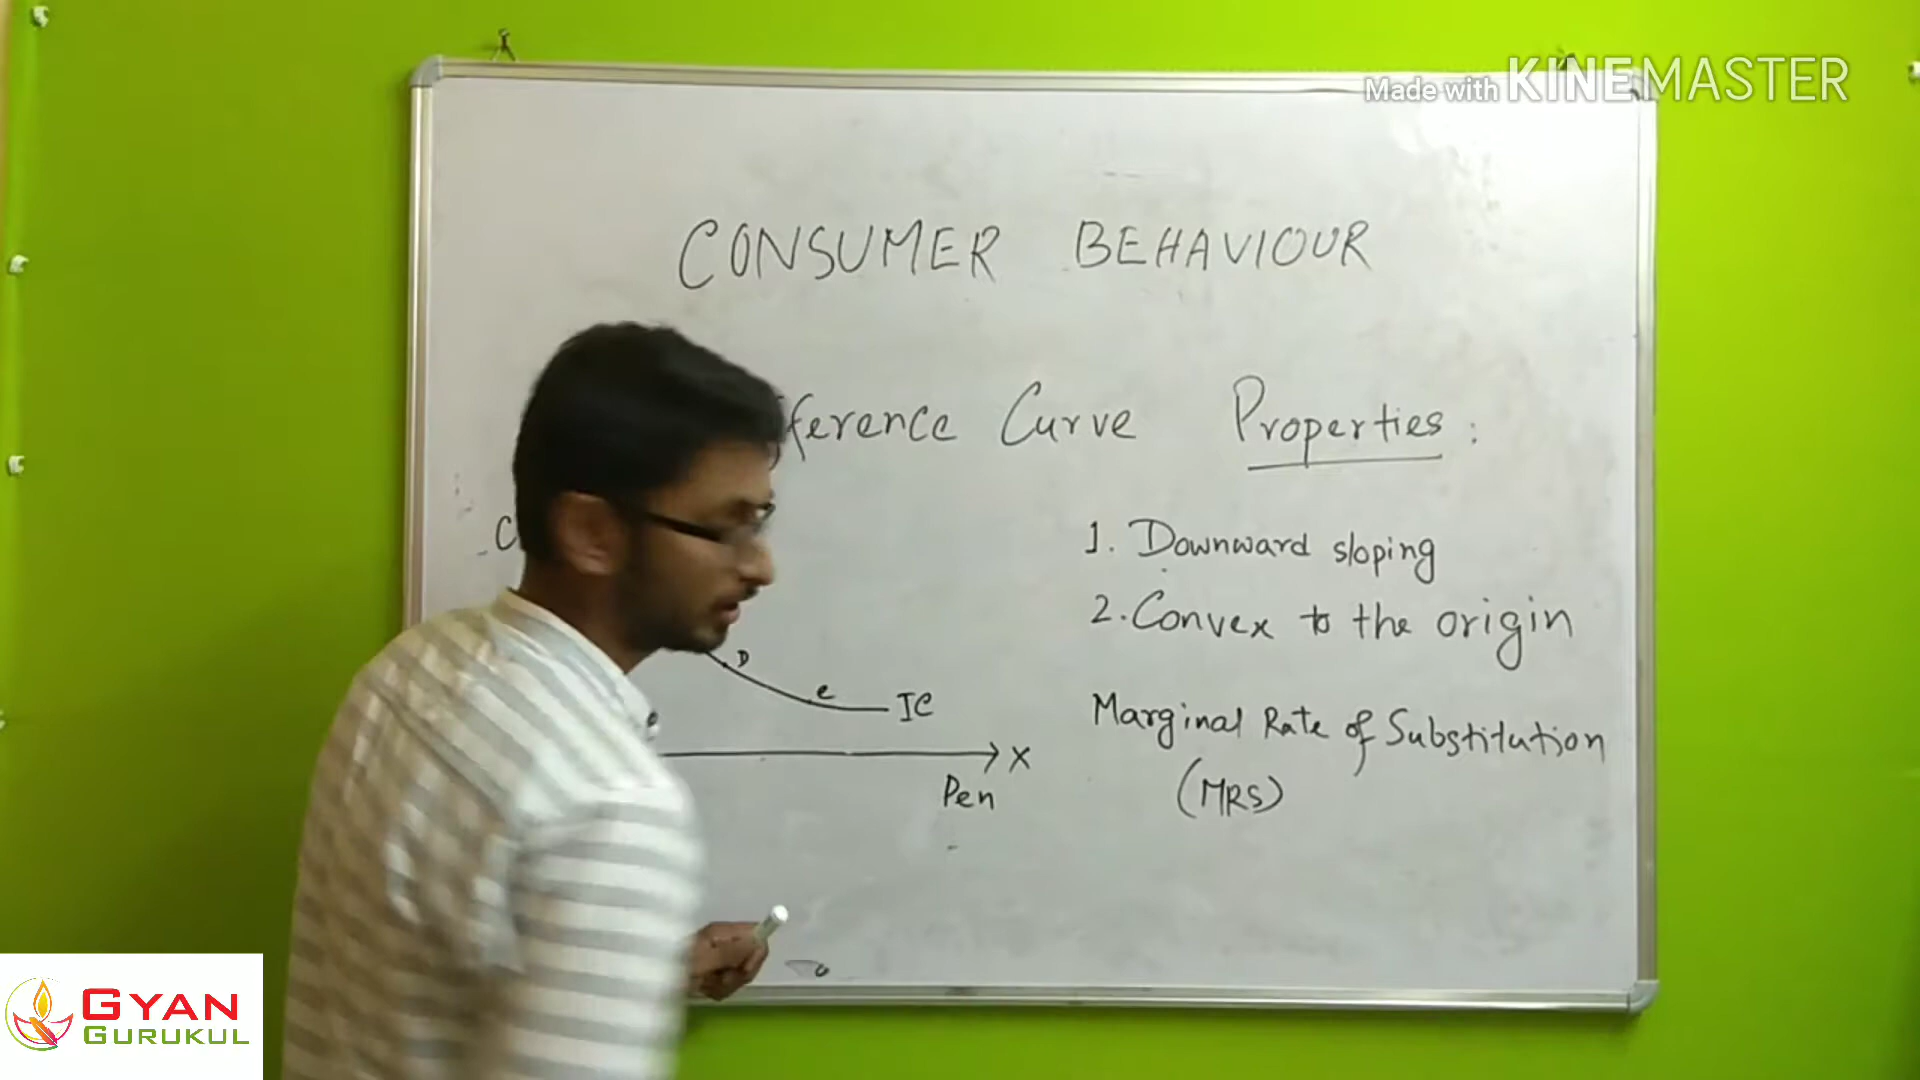 Made with KINEMASTER
CONSUMER BEHAVIOUR
fference Curve Properties :
1. Downward sloping
C
2. Convex to the origin
D
e
IC
Marginal Rate of Substitution
X
Pen
(MRS)
GYAN
GURUKUL